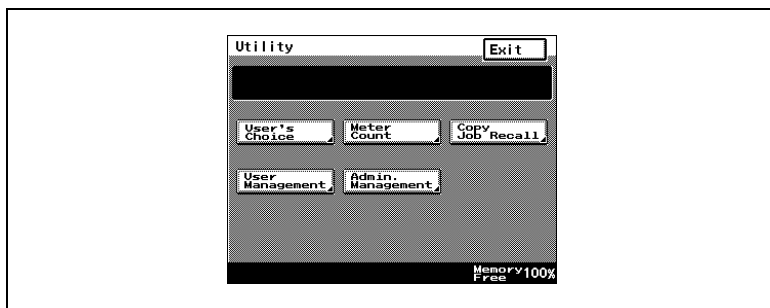 Utility
Exit
User's
Choice
Meter
Count
Copy
Job Recall
User
Management
Admin.
Management
Memory
Free
100%